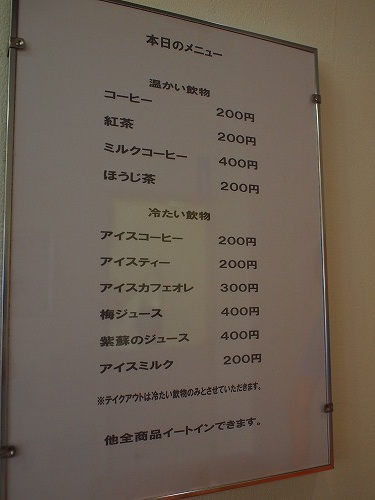 本日のメニュー
温かい飲物
コーヒー 200円
紅茶 200円
ミルクコーヒー 400円
ほうじ茶 200円
冷たい飲物
アイスコーヒー 200円
アイスティー 200円
アイスカフェオレ 300円
梅ジュース 400円
紫蘇のジュース 400円
アイスミルク 200円
※テイクアウトは冷たい飲物のみとさせていただきます。
他全商品イートインできます。